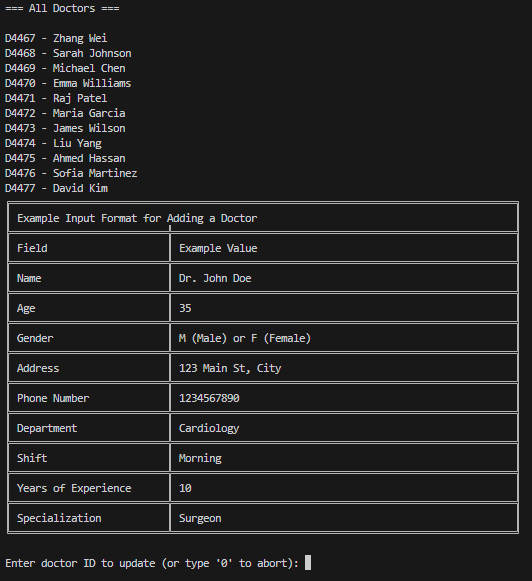 === All Doctors ===
D4467 - Zhang Wei
D4468 - Sarah Johnson
D4469 - Michael Chen
D4470 - Emma Williams
D4471 - Raj Patel
D4472 - Maria Garcia
D4473 - James Wilson
D4474 - Liu Yang
D4475 - Ahmed Hassan
D4476 - Sofia Martinez
D4477 - David Kim
Example Input Format for Adding a Doctor
Field Example Value
Name Dr. John Doe
Age 35
Gender M (Male) or F (Female)
Address 123 Main St, City
Phone Number 1234567890
Department Cardiology
Shift Morning
Years of Experience 10
Specialization Surgeon
Enter doctor ID to update (or type '0' to abort):